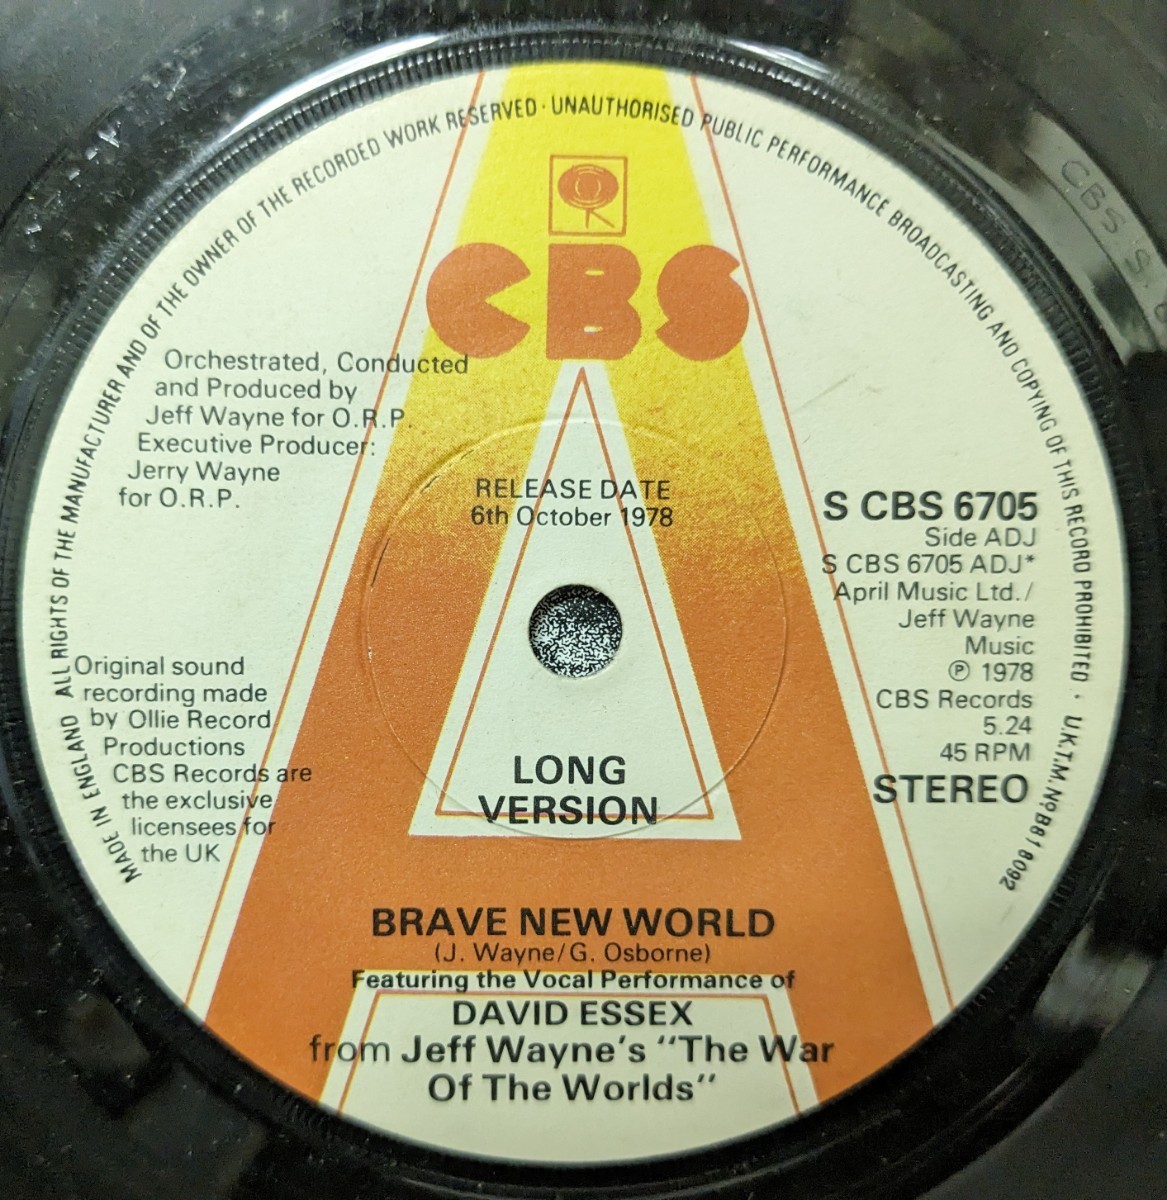 ALL RIGHTS OF THE MANUFACTURER AND OF THE OWNER OF THE RECORDED WORK RESERVED · UNAUTHORISED PUBLIC PERFORMANCE BROADCASTING AND COPYING OF THIS RECORD PROHIBITED · U.K.T.M. Nº B618092
MADE IN ENGLAND
CBS
Orchestrated, Conducted
and Produced by
Jeff Wayne for O.R.P.
Executive Producer:
Jerry Wayne
for O.R.P.
RELEASE DATE
6th October 1978
S CBS 6705
Side ADJ
S CBS 6705 ADJ*
April Music Ltd./
Jeff Wayne
Music
℗ 1978
CBS Records
5.24
45 RPM
STEREO
Original sound
recording made
by Ollie Record
Productions
CBS Records are
the exclusive
licensees for
the UK
LONG
VERSION
BRAVE NEW WORLD
(J. Wayne/G. Osborne)
Featuring the Vocal Performance of
DAVID ESSEX
from Jeff Wayne's "The War
Of The Worlds"
CBS S.